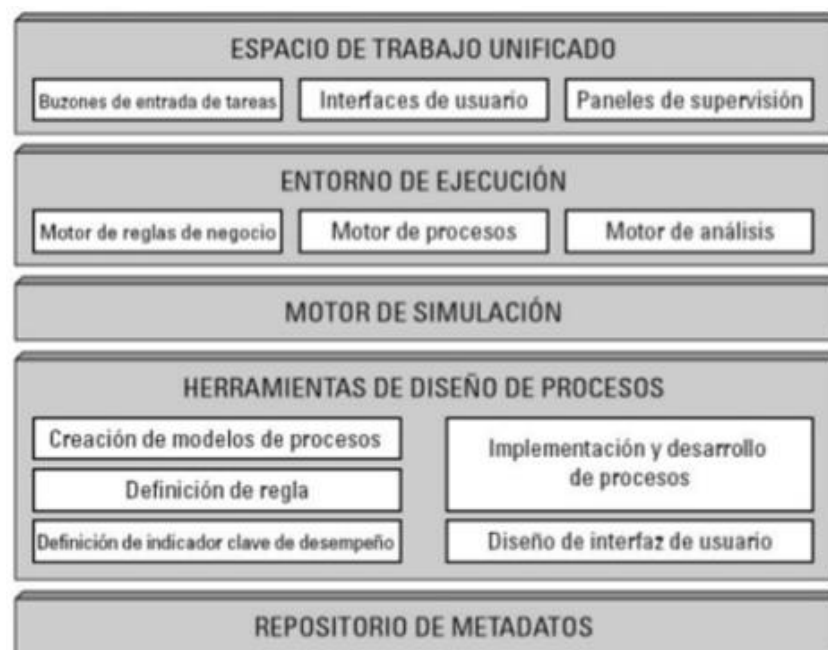 ESPACIO DE TRABAJO UNIFICADO
Buzones de entrada de tareas
Interfaces de usuario
Paneles de supervisión
ENTORNO DE EJECUCIÓN
Motor de reglas de negocio
Motor de procesos
Motor de análisis
MOTOR DE SIMULACIÓN
HERRAMIENTAS DE DISEÑO DE PROCESOS
Creación de modelos de procesos
Definición de regla
Definición de indicador clave de desempeño
Implementación y desarrollo
de procesos
Diseño de interfaz de usuario
REPOSITORIO DE METADATOS